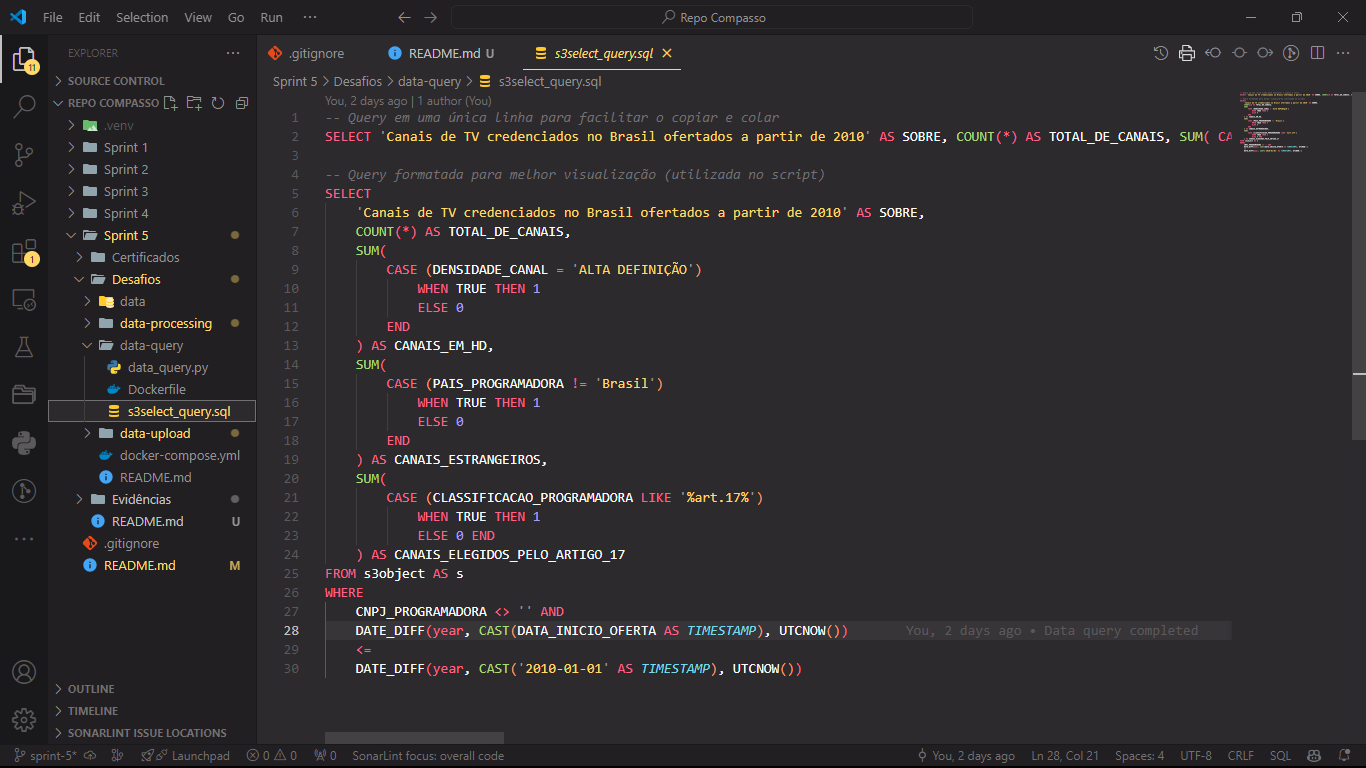 File Edit Selection View Go Run ··· Repo Compasso
EXPLORER ···
SOURCE CONTROL
REPO COMPASSO
.venv
Sprint 1
Sprint 2
Sprint 3
Sprint 4
Sprint 5
Certificados
Desafios
data
data-processing
data-query
data_query.py
Dockerfile
s3select_query.sql
data-upload
docker-compose.yml
README.md
Evidências
README.md U
.gitignore
README.md M
OUTLINE
TIMELINE
SONARLINT ISSUE LOCATIONS
11
1
.gitignore README.md U s3select_query.sql
Sprint 5 > Desafios > data-query > s3select_query.sql
You, 2 days ago | 1 author (You)
1 -- Query em uma única linha para facilitar o copiar e colar
2 SELECT 'Canais de TV credenciados no Brasil ofertados a partir de 2010' AS SOBRE, COUNT(*) AS TOTAL_DE_CANAIS, SUM( CA
3
4 -- Query formatada para melhor visualização (utilizada no script)
5 SELECT
6 'Canais de TV credenciados no Brasil ofertados a partir de 2010' AS SOBRE,
7 COUNT(*) AS TOTAL_DE_CANAIS,
8 SUM(
9 CASE (DENSIDADE_CANAL = 'ALTA DEFINIÇÃO')
10 WHEN TRUE THEN 1
11 ELSE 0
12 END
13 ) AS CANAIS_EM_HD,
14 SUM(
15 CASE (PAIS_PROGRAMADORA != 'Brasil')
16 WHEN TRUE THEN 1
17 ELSE 0
18 END
19 ) AS CANAIS_ESTRANGEIROS,
20 SUM(
21 CASE (CLASSIFICACAO_PROGRAMADORA LIKE '%art.17%')
22 WHEN TRUE THEN 1
23 ELSE 0 END
24 ) AS CANAIS_ELEGIDOS_PELO_ARTIGO_17
25 FROM s3object AS s
26 WHERE
27 CNPJ_PROGRAMADORA <> '' AND
28 DATE_DIFF(year, CAST(DATA_INICIO_OFERTA AS TIMESTAMP), UTCNOW()) You, 2 days ago • Data query completed
29 <=
30 DATE_DIFF(year, CAST('2010-01-01' AS TIMESTAMP), UTCNOW())
sprint-5* Launchpad 0 0 0 SonarLint focus: overall code You, 2 days ago Ln 28, Col 21 Spaces: 4 UTF-8 CRLF SQL